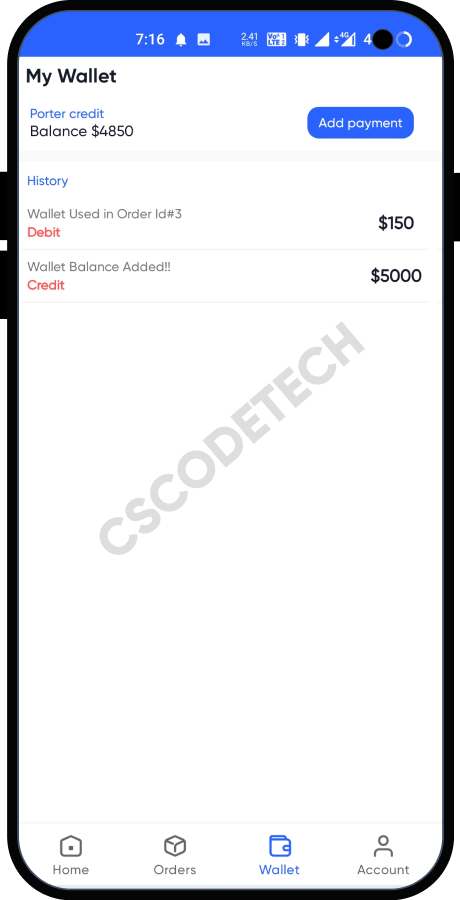 7:16 2.41 KB/S Vo 1 LTE 2 4G 4
My Wallet
Porter credit
Balance $4850
Add payment
History
Wallet Used in Order Id#3
Debit
$150
Wallet Balance Added!!
Credit
$5000
CSCODETECH
Home
Orders
Wallet
Account